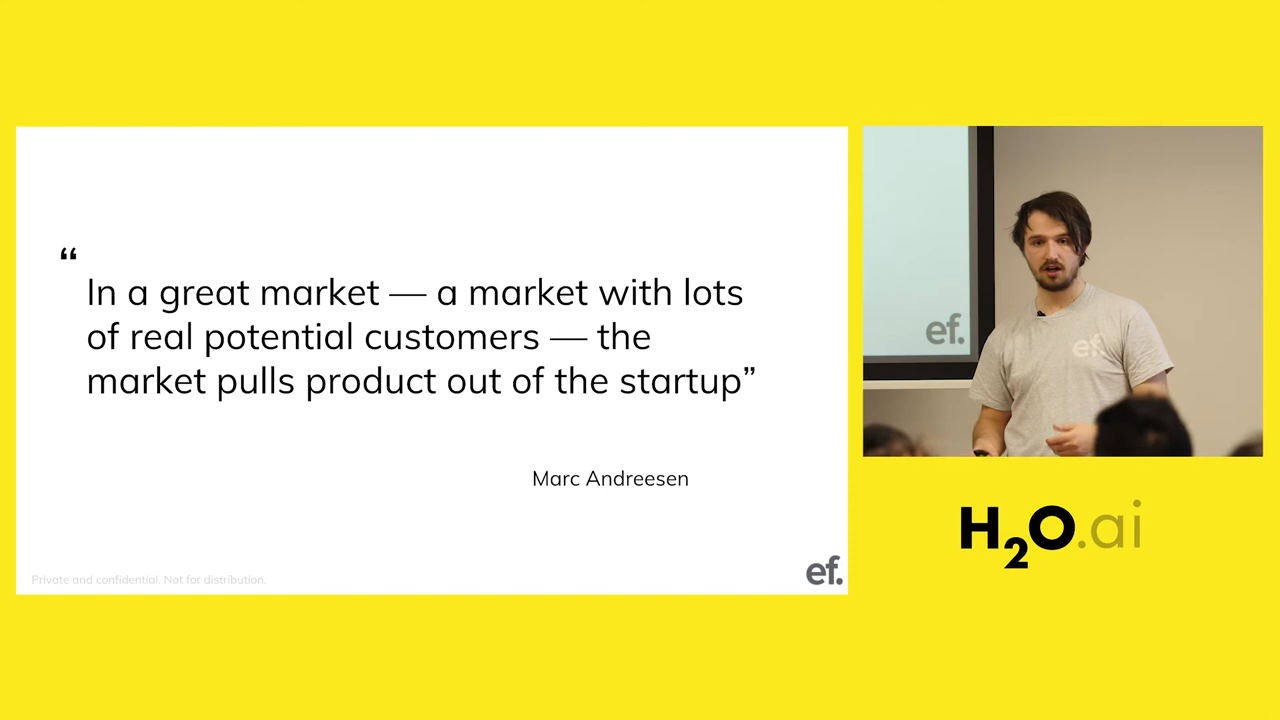 “
In a great market — a market with lots
of real potential customers — the
market pulls product out of the startup”
Marc Andreesen
Private and confidential. Not for distribution.
ef.
ef.
ef.
H2O.ai